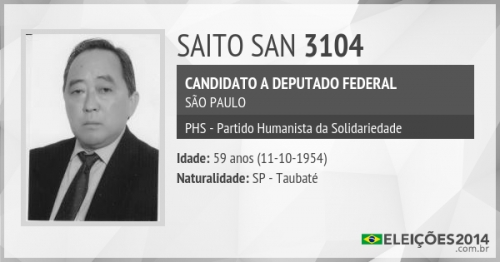 SAITO SAN 3104
CANDIDATO A DEPUTADO FEDERAL
SÃO PAULO
PHS - Partido Humanista da Solidariedade
Idade: 59 anos (11-10-1954)
Naturalidade: SP - Taubaté
ELEIÇÕES2014
.com.br